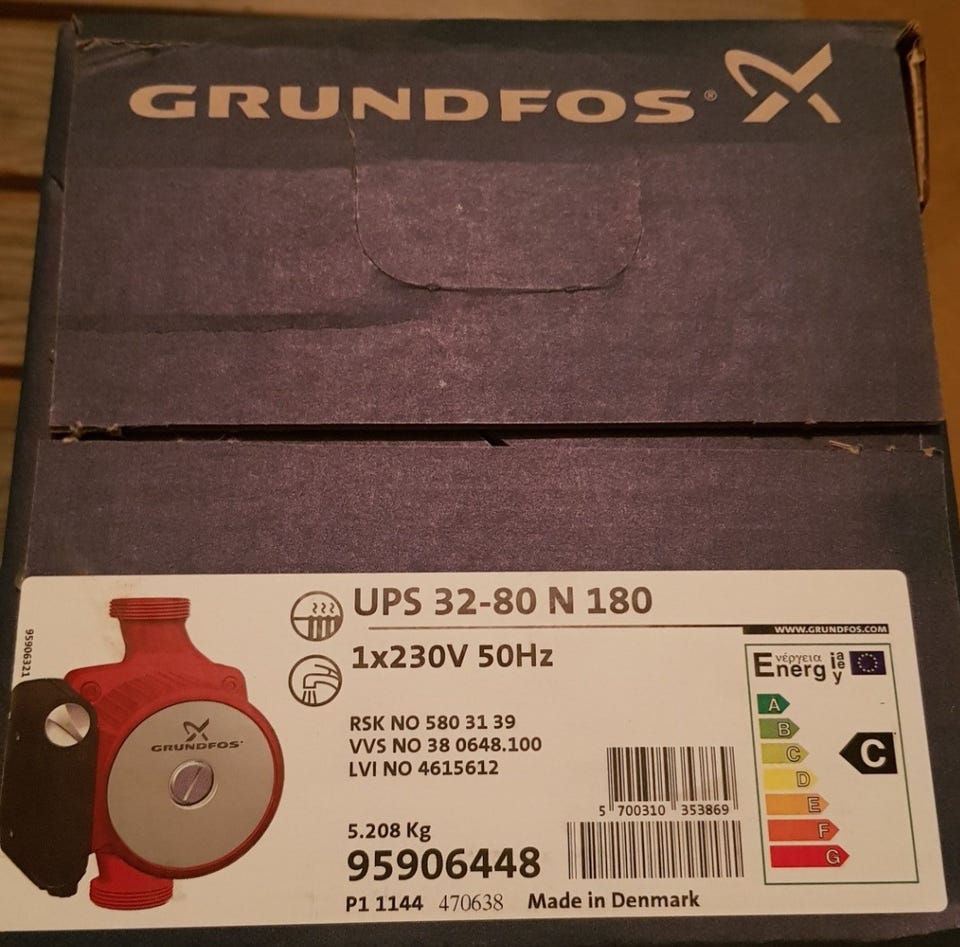 GRUNDFOS®
UPS 32-80 N 180
WWW.GRUNDFOS.COM
1x230V 50Hz
95906321
GRUNDFOS
RSK NO 580 31 39
VVS NO 38 0648.100
LVI NO 4615612
5.208 Kg
95906448
P1 1144 470638 Made in Denmark
5 700310 353869
Energ ενέργεια
ia
ie
y
A
B
C
D
E
F
G
C